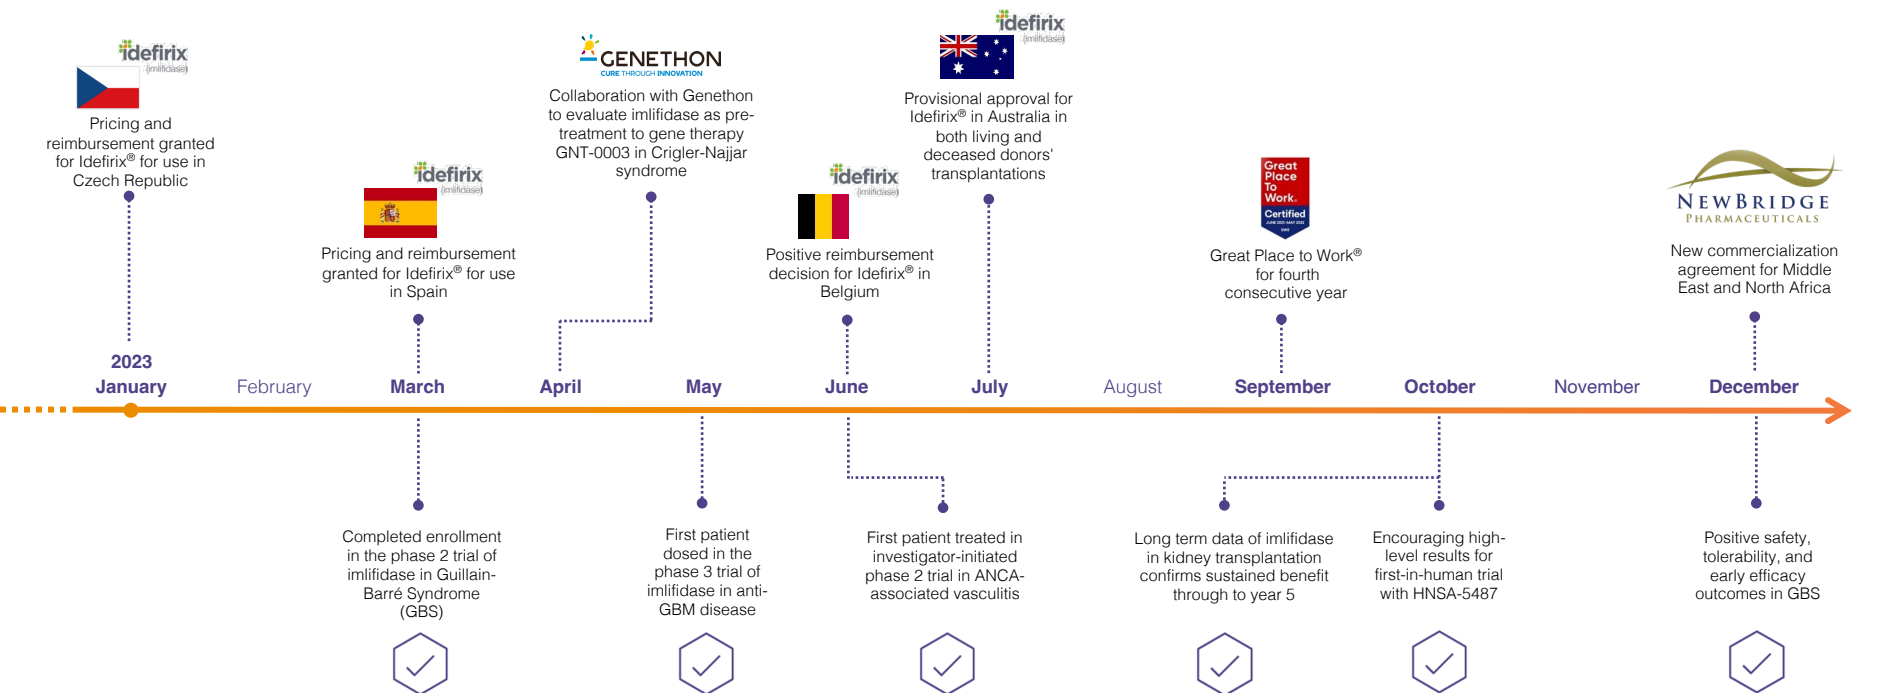 idefirix
(imlifidase)
Pricing and
reimbursement granted
for Idefirix® for use in
Czech Republic
idefirix
(imlifidase)
Pricing and reimbursement
granted for Idefirix® for use
in Spain
GENETHON
CURE THROUGH INNOVATION
Collaboration with Genethon
to evaluate imlifidase as pre-
treatment to gene therapy
GNT-0003 in Crigler-Najjar
syndrome
idefirix
(imlifidase)
Positive reimbursement
decision for Idefirix® in
Belgium
idefirix
(imlifidase)
Provisional approval for
Idefirix® in Australia in
both living and
deceased donors'
transplantations
Great
Place
To
Work.
Certified
JUNE 2021-MAY 2022
SWE
Great Place to Work®
for fourth
consecutive year
NEWBRIDGE
PHARMACEUTICALS
New commercialization
agreement for Middle
East and North Africa
2023
January February March April May June July August September October November December
Completed enrollment
in the phase 2 trial of
imlifidase in Guillain-
Barré Syndrome
(GBS)
First patient
dosed in the
phase 3 trial of
imlifidase in anti-
GBM disease
First patient treated in
investigator-initiated
phase 2 trial in ANCA-
associated vasculitis
Long term data of imlifidase
in kidney transplantation
confirms sustained benefit
through to year 5
Encouraging high-
level results for
first-in-human trial
with HNSA-5487
Positive safety,
tolerability, and
early efficacy
outcomes in GBS